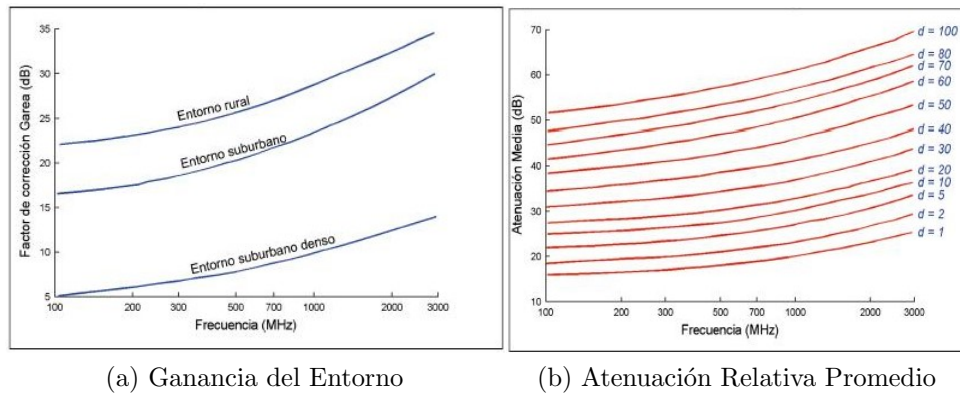 Factor de corrección Garea (dB)
35
30
25
20
15
10
5
Entorno rural
Entorno suburbano
Entorno suburbano denso
100 200 300 500 700 1000 2000 3000
Frecuencia (MHz)
(a) Ganancia del Entorno
Atenuación Media (dB)
70
60
50
40
30
20
10
d = 100
d = 80
d = 70
d = 60
d = 50
d = 40
d = 30
d = 20
d = 10
d = 5
d = 2
d = 1
100 200 300 500 700 1000 2000 3000
Frecuencia (MHz)
(b) Atenuación Relativa Promedio